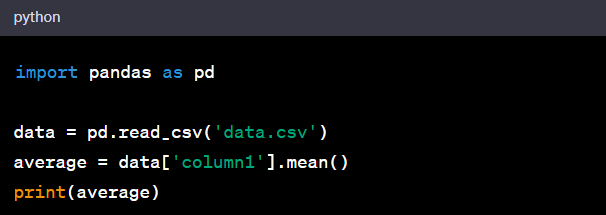 python
import pandas as pd
data = pd.read_csv('data.csv')
average = data['column1'].mean()
print(average)